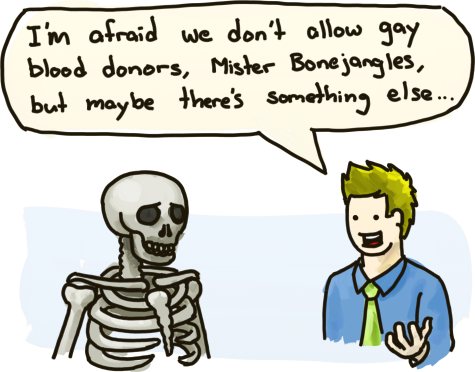 I'm afraid we don't allow gay
blood donors, Mister Bonejangles,
but maybe there's something else...